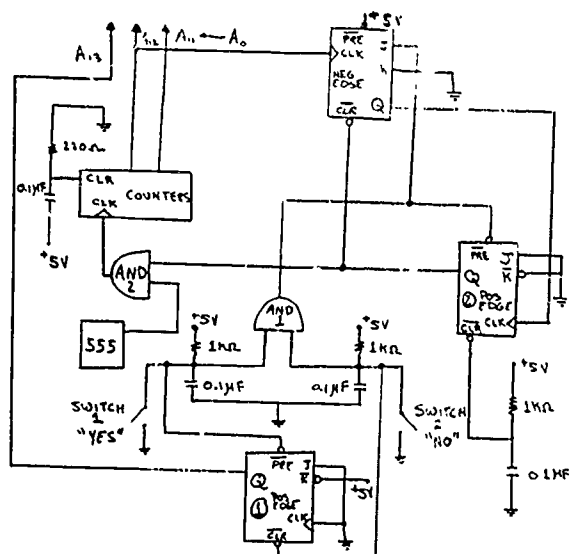 +5V
A13
A12
A11 ← A0
PRE
CLK
J
NEG
EDGE
K
Q
CLR
220Ω
0.1μF
CLR
CLK
COUNTERS
+5V
AND
2
555
AND
1
PRE
Q
J
K
2
POS
EDGE
CLR
CLK
+5V
1KΩ
0.1μF
+5V
1KΩ
0.1μF
SWITCH
1
"YES"
SWITCH
2
"NO"
+5V
1KΩ
0.1μF
PRE
Q
J
K
1
POS
EDGE
CLK
CLR
+5V